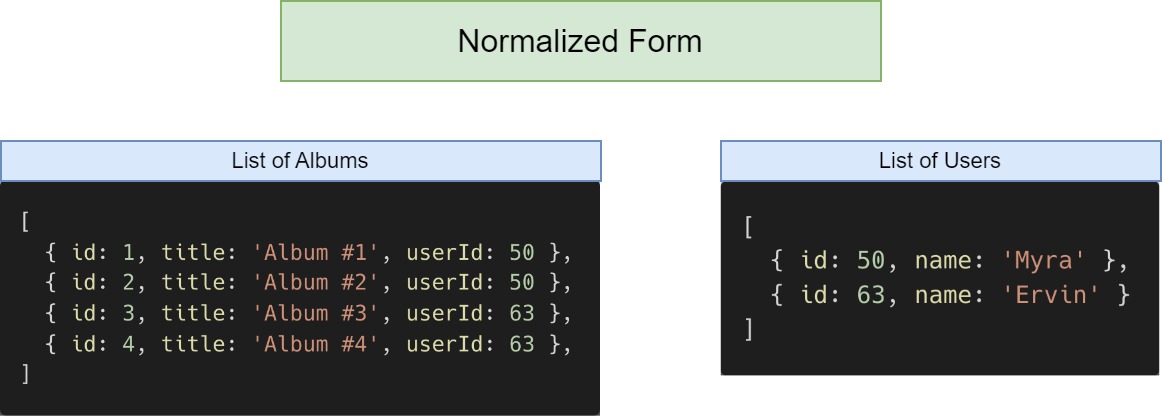 Normalized Form
List of Albums
[
{ id: 1, title: 'Album #1', userId: 50 },
{ id: 2, title: 'Album #2', userId: 50 },
{ id: 3, title: 'Album #3', userId: 63 },
{ id: 4, title: 'Album #4', userId: 63 },
]
List of Users
[
{ id: 50, name: 'Myra' },
{ id: 63, name: 'Ervin' }
]